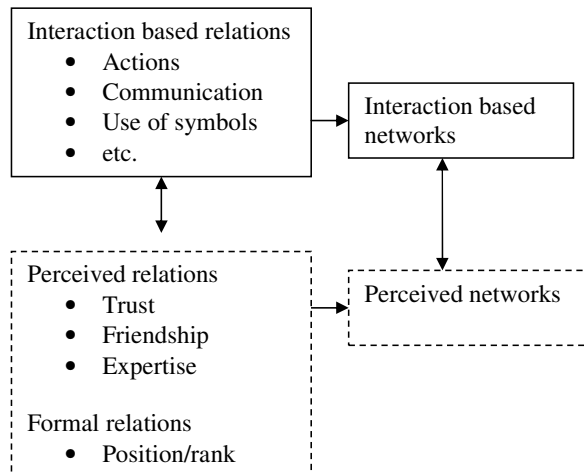 Interaction based relations
• Actions
• Communication
• Use of symbols
• etc.
Interaction based
networks
Perceived relations
• Trust
• Friendship
• Expertise
Formal relations
• Position/rank
Perceived networks